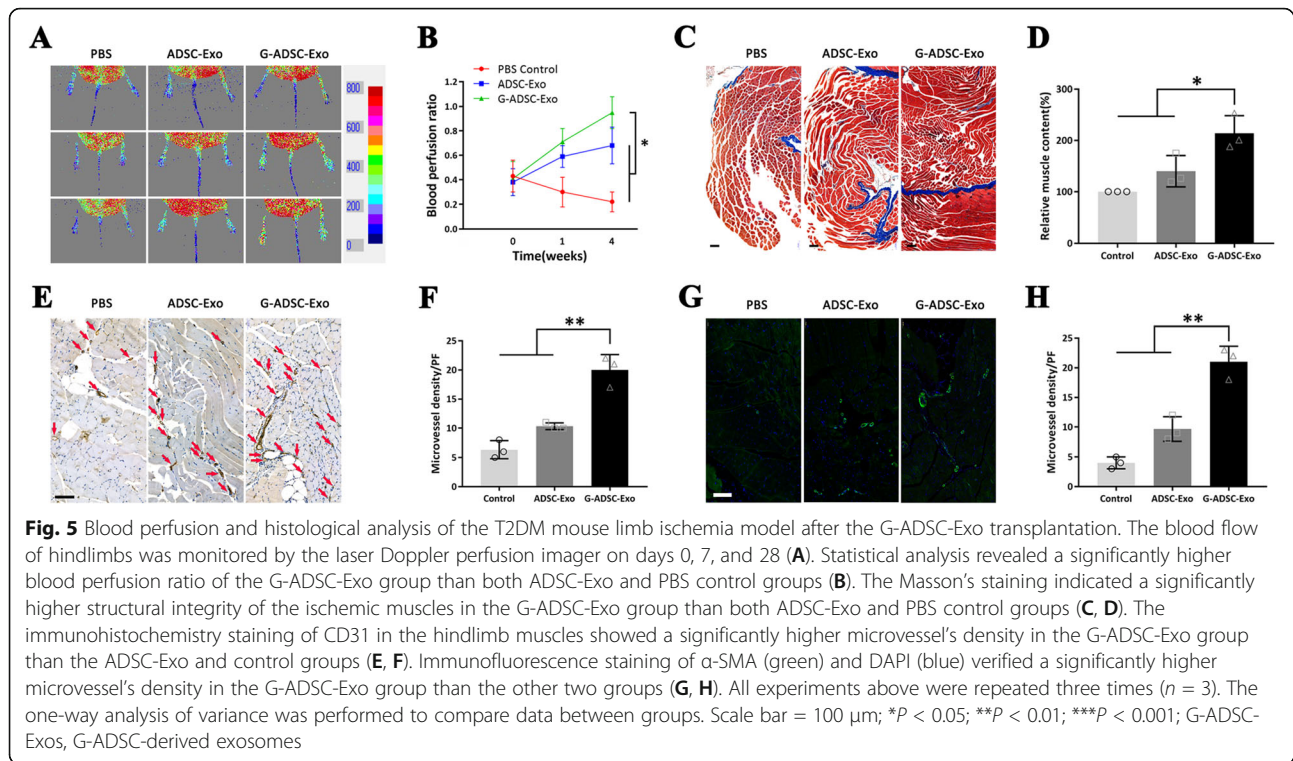 A
PBS ADSC-Exo G-ADSC-Exo
800
600
400
200
0
B
PBS Control
ADSC-Exo
G-ADSC-Exo
Blood perfusion ratio
1.2
1.0
0.8
0.6
0.4
0.2
0.0
*
0 1 4
Time(weeks)
C
PBS ADSC-Exo G-ADSC-Exo
D
Relative muscle content(%)
300
200
100
0
*
Control ADSC-Exo G-ADSC-Exo
E
PBS ADSC-Exo G-ADSC-Exo
F
Microvessel density/PF
25
20
15
10
5
0
**
Control ADSC-Exo G-ADSC-Exo
G
PBS ADSC-Exo G-ADSC-Exo
H
Microvessel density/PF
25
20
15
10
5
0
**
Control ADSC-Exo G-ADSC-Exo
Fig. 5 Blood perfusion and histological analysis of the T2DM mouse limb ischemia model after the G-ADSC-Exo transplantation. The blood flow
of hindlimbs was monitored by the laser Doppler perfusion imager on days 0, 7, and 28 (A). Statistical analysis revealed a significantly higher
blood perfusion ratio of the G-ADSC-Exo group than both ADSC-Exo and PBS control groups (B). The Masson's staining indicated a significantly
higher structural integrity of the ischemic muscles in the G-ADSC-Exo group than both ADSC-Exo and PBS control groups (C, D). The
immunohistochemistry staining of CD31 in the hindlimb muscles showed a significantly higher microvessel's density in the G-ADSC-Exo group
than the ADSC-Exo and control groups (E, F). Immunofluorescence staining of α-SMA (green) and DAPI (blue) verified a significantly higher
microvessel's density in the G-ADSC-Exo group than the other two groups (G, H). All experiments above were repeated three times (n = 3). The
one-way analysis of variance was performed to compare data between groups. Scale bar = 100 μm; *P < 0.05; **P < 0.01; ***P < 0.001; G-ADSC-
Exos, G-ADSC-derived exosomes